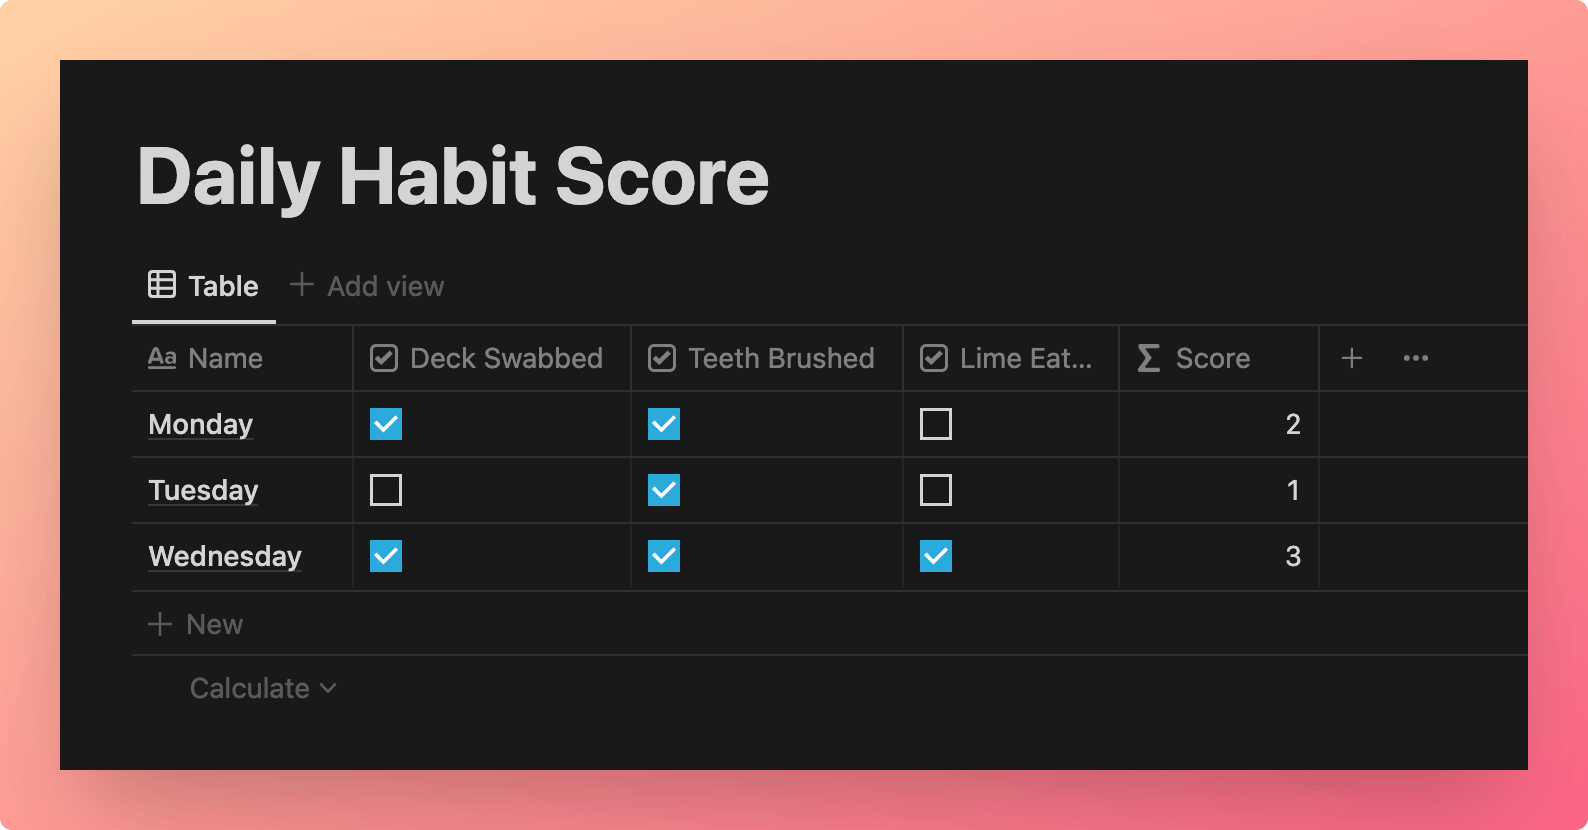 Daily Habit Score
Table + Add view
Aa Name Deck Swabbed Teeth Brushed Lime Eat... Σ Score + •••
Monday 2
Tuesday 1
Wednesday 3
+ New
Calculate